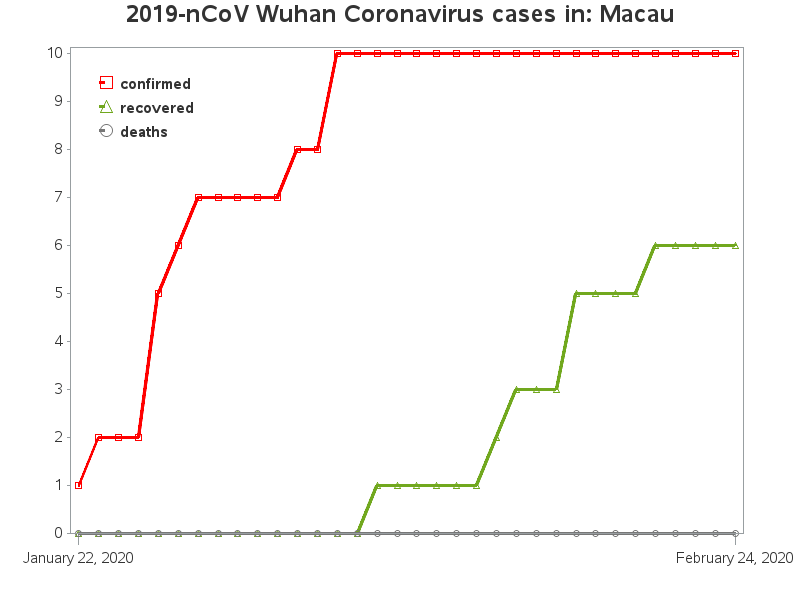 2019-nCoV Wuhan Coronavirus cases in: Macau
10
9
8
7
6
5
4
3
2
1
0
confirmed
recovered
deaths
January 22, 2020
February 24, 2020